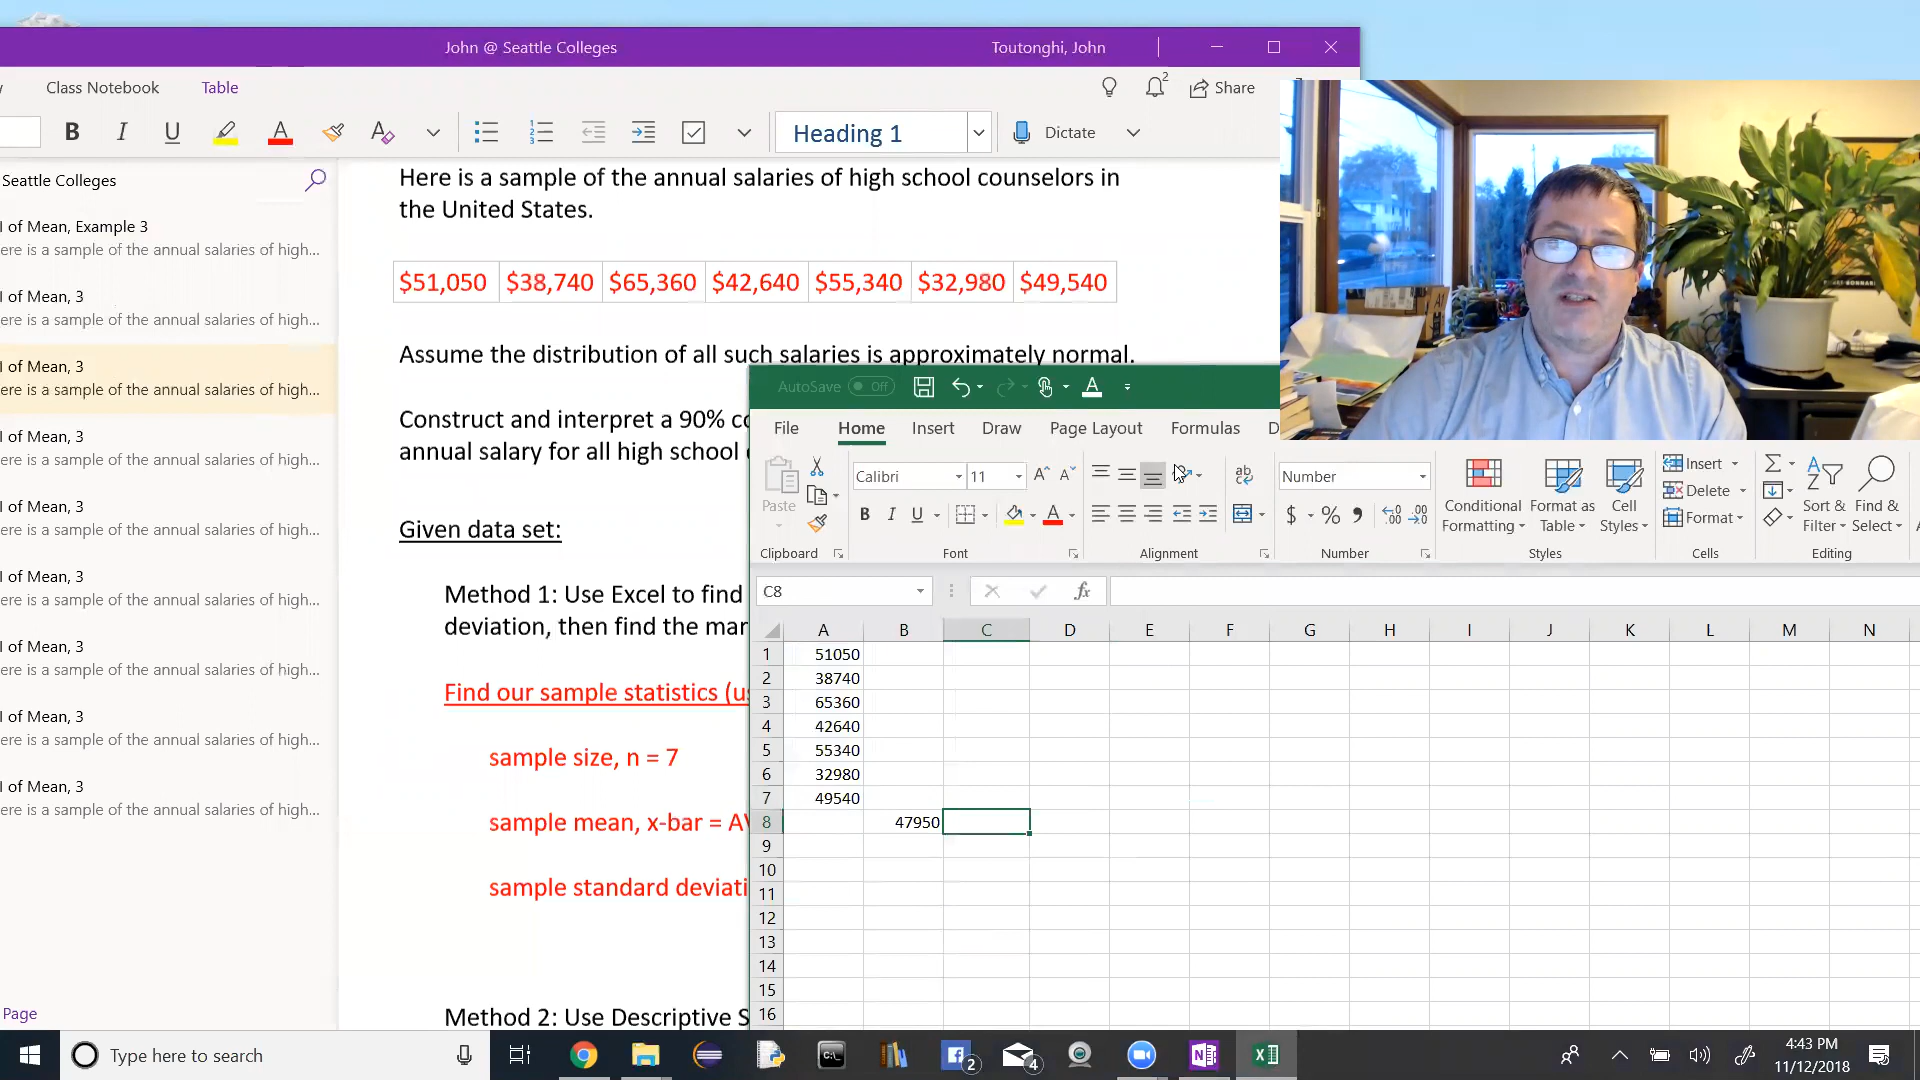 John @ Seattle Colleges
Toutonghi, John
Class Notebook
Table
2
Share
B I U
Heading 1
Dictate
Seattle Colleges
I of Mean, Example 3
ere is a sample of the annual salaries of high...
I of Mean, 3
ere is a sample of the annual salaries of high...
I of Mean, 3
ere is a sample of the annual salaries of high...
I of Mean, 3
ere is a sample of the annual salaries of high...
I of Mean, 3
ere is a sample of the annual salaries of high...
I of Mean, 3
ere is a sample of the annual salaries of high...
I of Mean, 3
ere is a sample of the annual salaries of high...
I of Mean, 3
ere is a sample of the annual salaries of high...
I of Mean, 3
ere is a sample of the annual salaries of high...
Page
Here is a sample of the annual salaries of high school counselors in
the United States.
$51,050 $38,740 $65,360 $42,640 $55,340 $32,980 $49,540
Assume the distribution of all such salaries is approximately normal.
Construct and interpret a 90% co
annual salary for all high school
Given data set:
Method 1: Use Excel to find
deviation, then find the mar
Find our sample statistics (us
sample size, n = 7
sample mean, x-bar = AV
sample standard deviati
Method 2: Use Descriptive S
AutoSave Off
File Home Insert Draw Page Layout Formulas D
Paste
Clipboard
Calibri 11
B I U
Font
Alignment
Number
$ % ,
Number
Conditional Formatting
Format as Table
Cell Styles
Styles
Insert
Delete
Format
Cells
Sort & Filter
Find & Select
Editing
C8
fx
A B C D E F G H I J K L M N
1 51050
2 38740
3 65360
4 42640
5 55340
6 32980
7 49540
8 47950
9
10
11
12
13
14
15
16
Type here to search
2
4
4:43 PM
11/12/2018